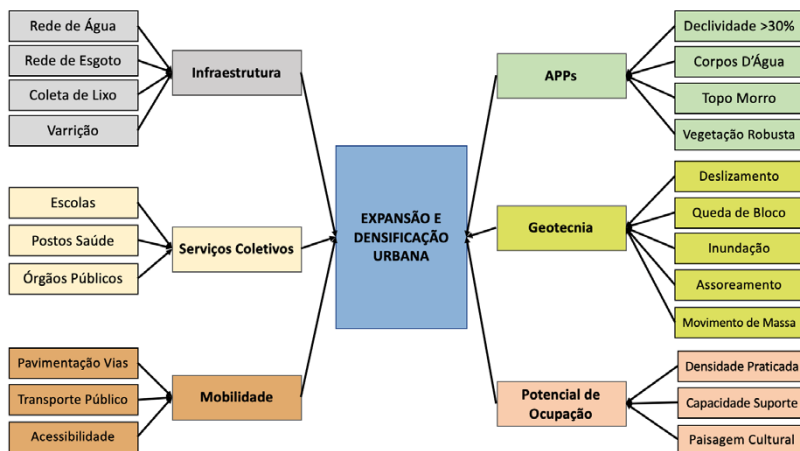 Rede de Água
Rede de Esgoto
Coleta de Lixo
Varrição
Infraestrutura
Escolas
Postos Saúde
Órgãos Públicos
Serviços Coletivos
Pavimentação Vias
Transporte Público
Acessibilidade
Mobilidade
EXPANSÃO E
DENSIFICAÇÃO
URBANA
APPs
Declividade >30%
Corpos D'Água
Topo Morro
Vegetação Robusta
Geotecnia
Deslizamento
Queda de Bloco
Inundação
Assoreamento
Movimento de Massa
Potencial de
Ocupação
Densidade Praticada
Capacidade Suporte
Paisagem Cultural